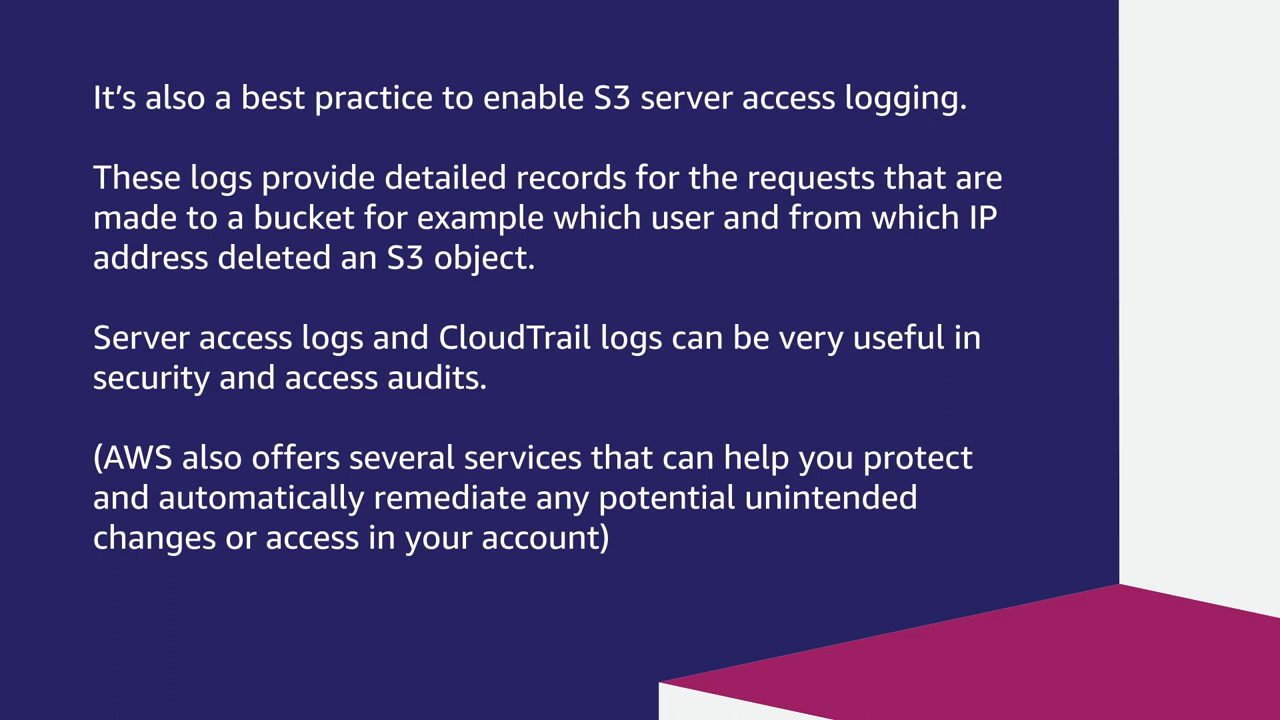 It’s also a best practice to enable S3 server access logging.
These logs provide detailed records for the requests that are
made to a bucket for example which user and from which IP
address deleted an S3 object.
Server access logs and CloudTrail logs can be very useful in
security and access audits.
(AWS also offers several services that can help you protect
and automatically remediate any potential unintended
changes or access in your account)